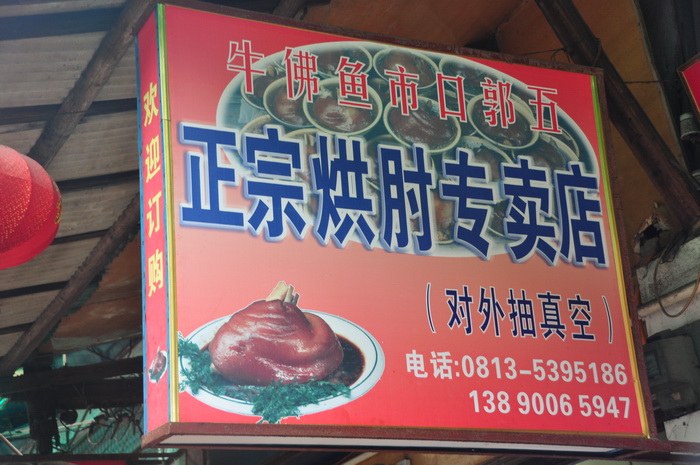 牛佛鱼市口郭五
正宗烘肘专卖店
(对外抽真空)
电话:0813-5395186
138 9006 5947
欢迎订购